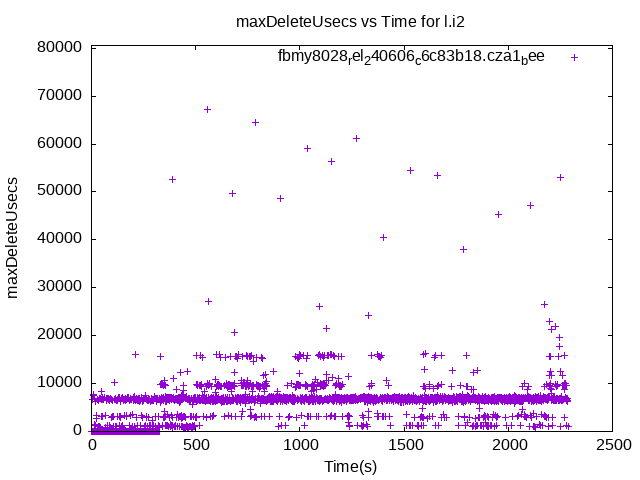 maxDeleteUsecs vs Time for l.i2
fbmy8028rel240606c6c83b18.cza1bee
80000
70000
60000
50000
40000
30000
20000
10000
0
maxDeleteUsecs
0 500 1000 1500 2000 2500
Time(s)